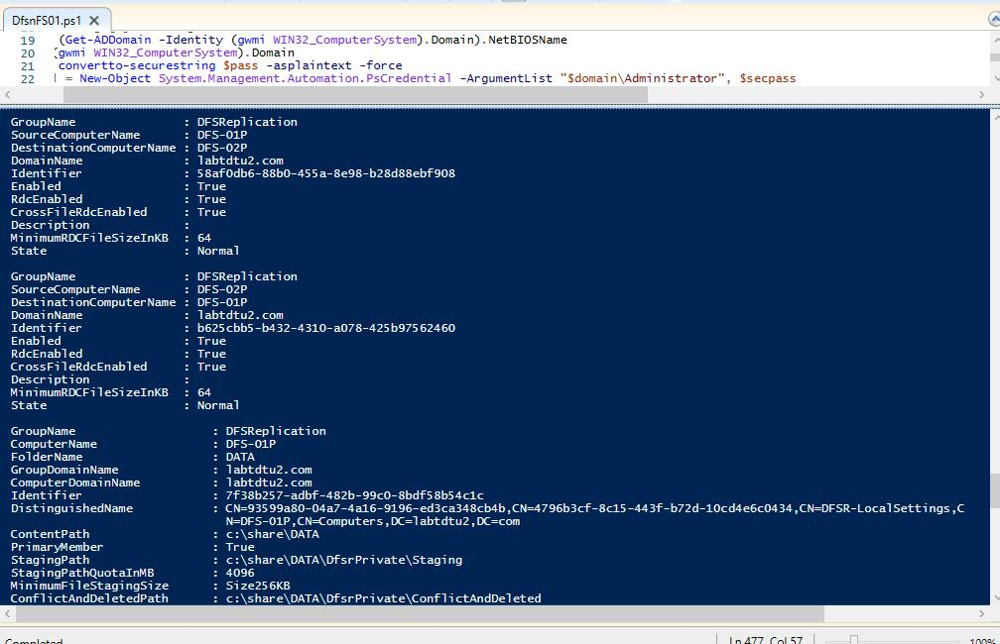 DfsnFS01.ps1
19 (Get-ADDomain -Identity (gwmi WIN32_ComputerSystem).Domain).NetBIOSName
20 (gwmi WIN32_ComputerSystem).Domain
21 convertto-securestring $pass -asplaintext -force
22 = New-Object System.Management.Automation.PsCredential -ArgumentList "$domain\Administrator", $secpass
GroupName : DFSReplication
SourceComputerName : DFS-01P
DestinationComputerName : DFS-02P
DomainName : labtdtu2.com
Identifier : 58af0db6-88b0-455a-8e98-b28d88ebf908
Enabled : True
RdcEnabled : True
CrossFileRdcEnabled : True
Description :
MinimumRDCFileSizeInKB : 64
State : Normal
GroupName : DFSReplication
SourceComputerName : DFS-02P
DestinationComputerName : DFS-01P
DomainName : labtdtu2.com
Identifier : b625cbb5-b432-4310-a078-425b97562460
Enabled : True
RdcEnabled : True
CrossFileRdcEnabled : True
Description :
MinimumRDCFileSizeInKB : 64
State : Normal
GroupName : DFSReplication
ComputerName : DFS-01P
FolderName : DATA
GroupDomainName : labtdtu2.com
ComputerDomainName : labtdtu2.com
Identifier : 7f38b257-adbf-482b-99c0-8bdf58b54c1c
DistinguishedName : CN=93599a80-04a7-4a16-9196-ed3ca348cb4b,CN=4796b3cf-8c15-443f-b72d-10cd4e6c0434,CN=DFSR-LocalSettings,C
N=DFS-01P,CN=Computers,DC=labtdtu2,DC=com
ContentPath : c:\share\DATA
PrimaryMember : True
StagingPath : c:\share\DATA\DfsrPrivate\Staging
StagingPathQuotaInMB : 4096
MinimumFileStagingSize : Size256KB
ConflictAndDeletedPath : c:\share\DATA\DfsrPrivate\ConflictAndDeleted
Completed Ln 477 Col 57 100%